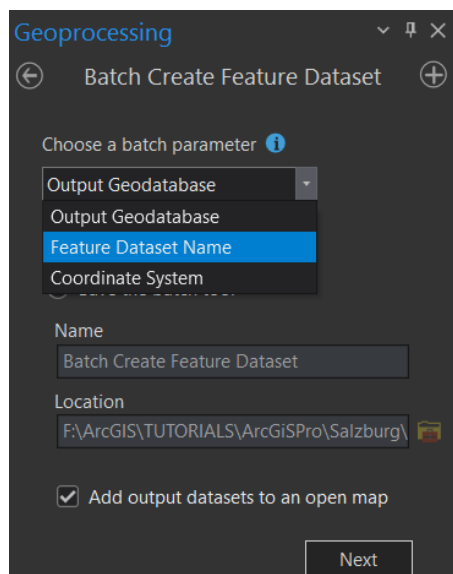 Geoprocessing
Batch Create Feature Dataset
Choose a batch parameter
Output Geodatabase
Output Geodatabase
Feature Dataset Name
Coordinate System
Name
Batch Create Feature Dataset
Location
F:\ArcGIS\TUTORIALS\ArcGiSPro\Salzburg\
Add output datasets to an open map
Next